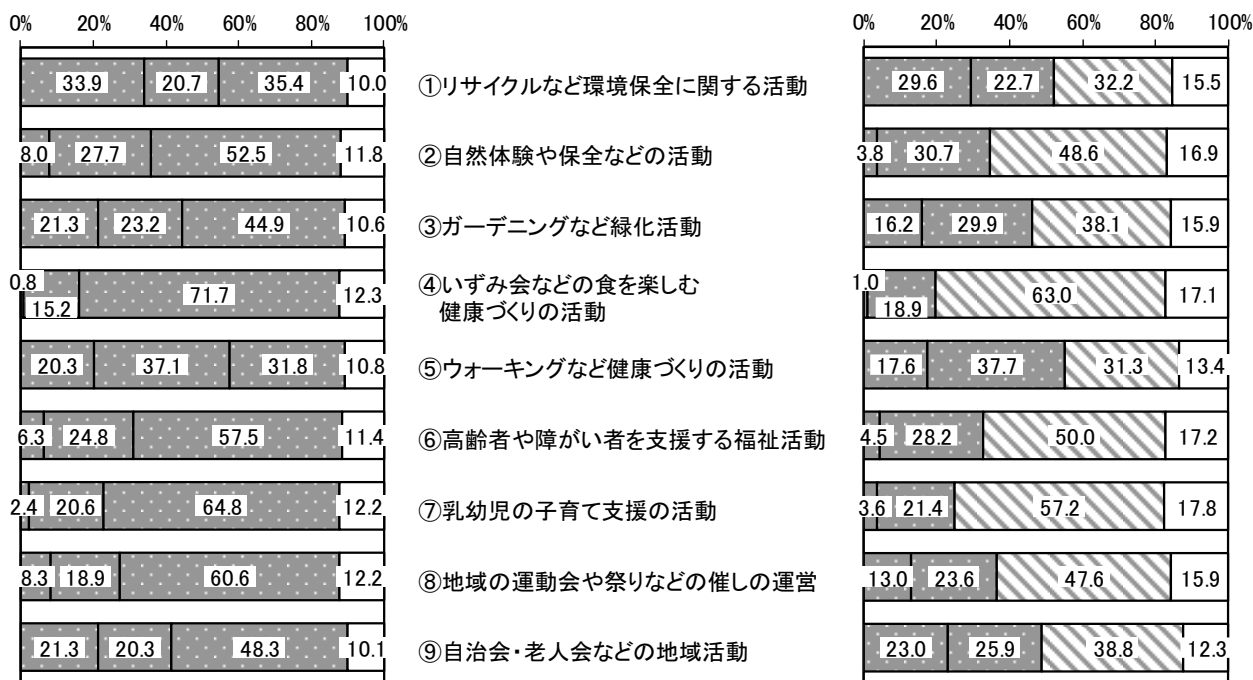 0% 20% 40% 60% 80% 100% 0% 20% 40% 60% 80% 100%
33.9 20.7 35.4 10.0 ①リサイクルなど環境保全に関する活動 29.6 22.7 32.2 15.5
8.0 27.7 52.5 11.8 ②自然体験や保全などの活動 3.8 30.7 48.6 16.9
21.3 23.2 44.9 10.6 ③ガーデニングなど緑化活動 16.2 29.9 38.1 15.9
0.8 15.2 71.7 12.3 ④いずみ会などの食を楽しむ 1.0 18.9 63.0 17.1
健康づくりの活動
20.3 37.1 31.8 10.8 ⑤ウォーキングなど健康づくりの活動 17.6 37.7 31.3 13.4
6.3 24.8 57.5 11.4 ⑥高齢者や障がい者を支援する福祉活動 4.5 28.2 50.0 17.2
2.4 20.6 64.8 12.2 ⑦乳幼児の子育て支援の活動 3.6 21.4 57.2 17.8
8.3 18.9 60.6 12.2 ⑧地域の運動会や祭りなどの催しの運営 13.0 23.6 47.6 15.9
21.3 20.3 48.3 10.1 ⑨自治会・老人会などの地域活動 23.0 25.9 38.8 12.3